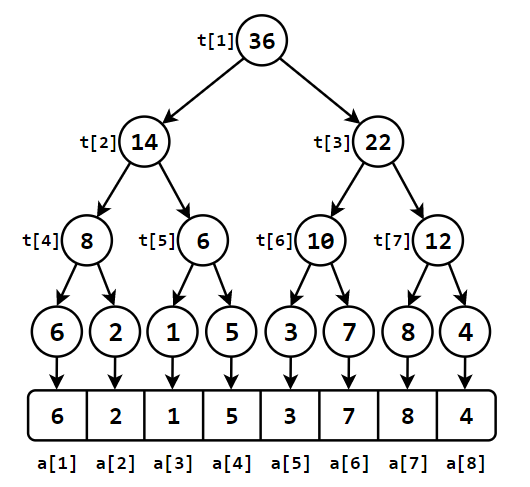 t[1] 36
t[2] 14 t[3] 22
t[4] 8 t[5] 6 t[6] 10 t[7] 12
6 2 1 5 3 7 8 4
6 2 1 5 3 7 8 4
a[1] a[2] a[3] a[4] a[5] a[6] a[7] a[8]